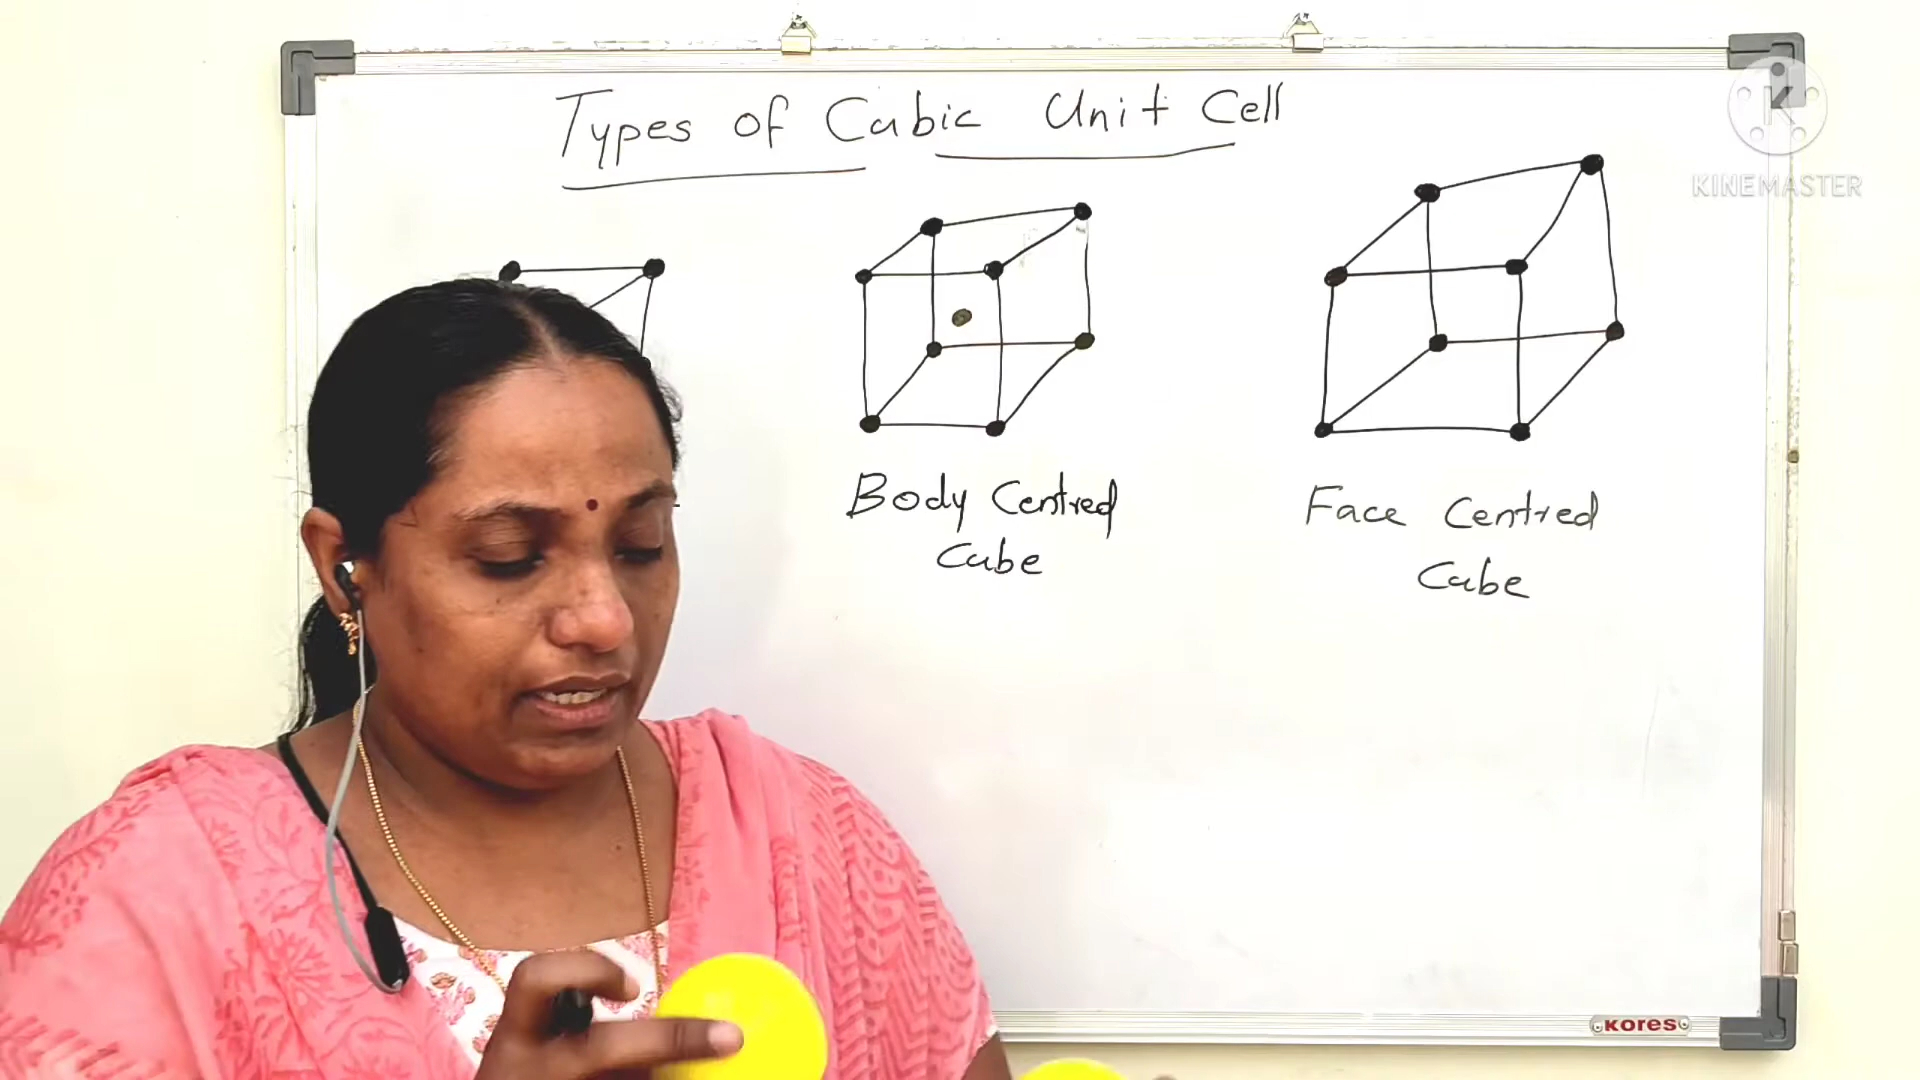 Types of Cubic Unit Cell
KINEMASTER
Body Centred
Cube
Face Centred
Cube
KORES